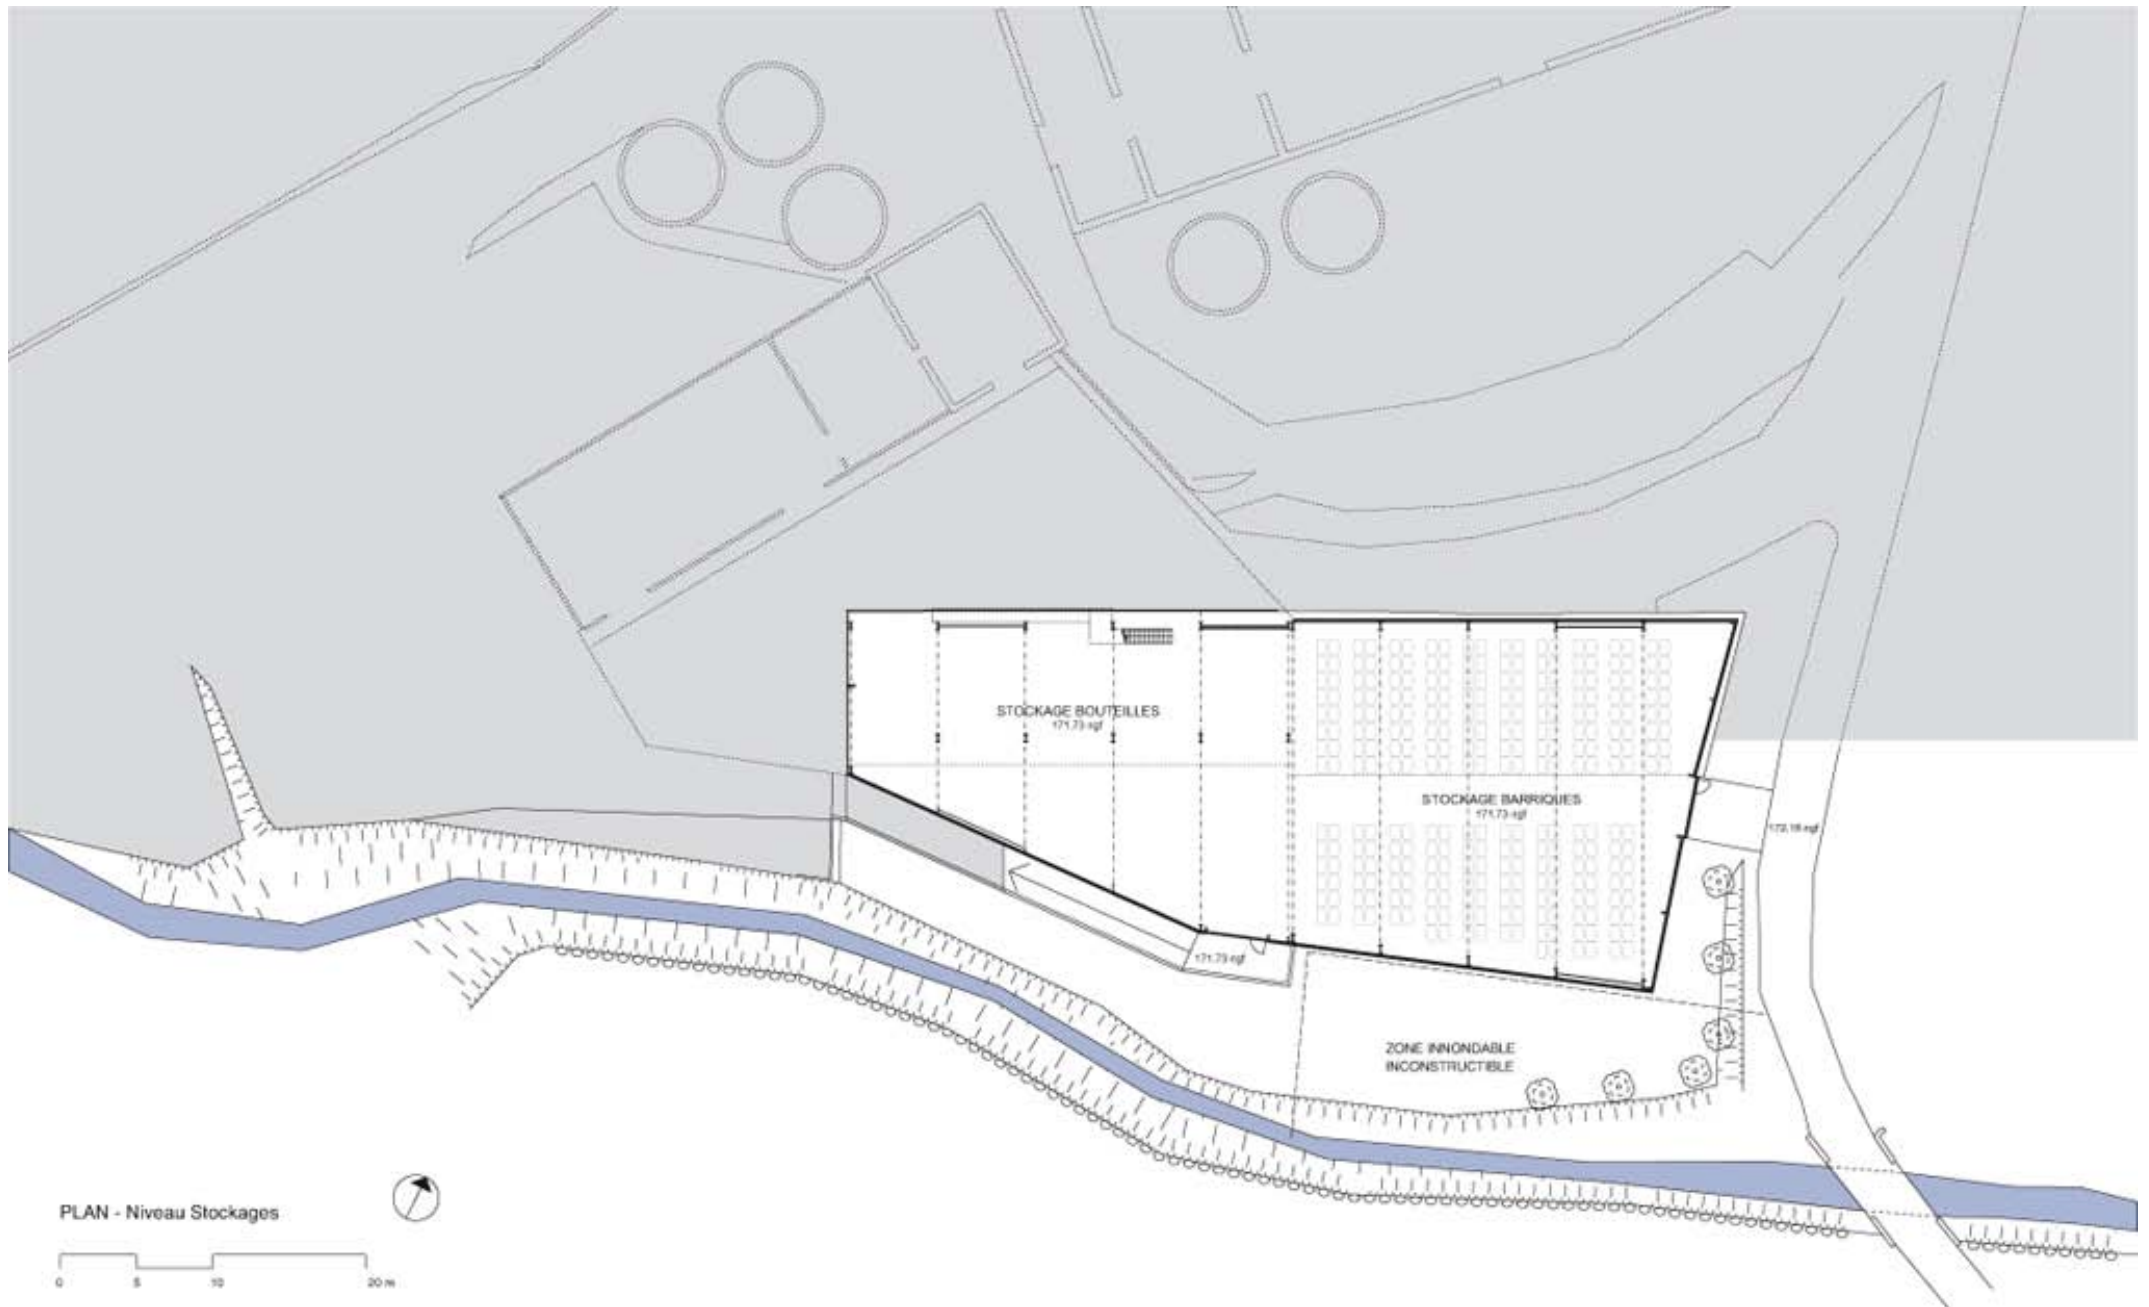 STOCKAGE BOUTEILLES
171.73 ngf
STOCKAGE BARRIQUES
171.73 ngf
172.15 ngf
171.73 ngf
ZONE INNONDABLE
INCONSTRUCTIBLE
PLAN - Niveau Stockages
0 5 10 20 m